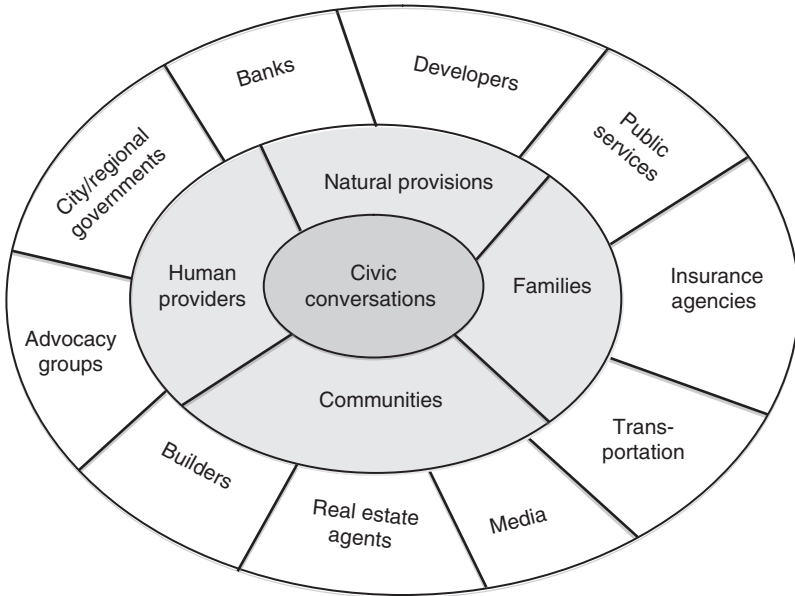 Banks
Developers
Public
services
City/regional
governments
Natural provisions
Human
providers
Civic
conversations
Families
Insurance
agencies
Advocacy
groups
Communities
Trans-
portation
Builders
Real estate
agents
Media